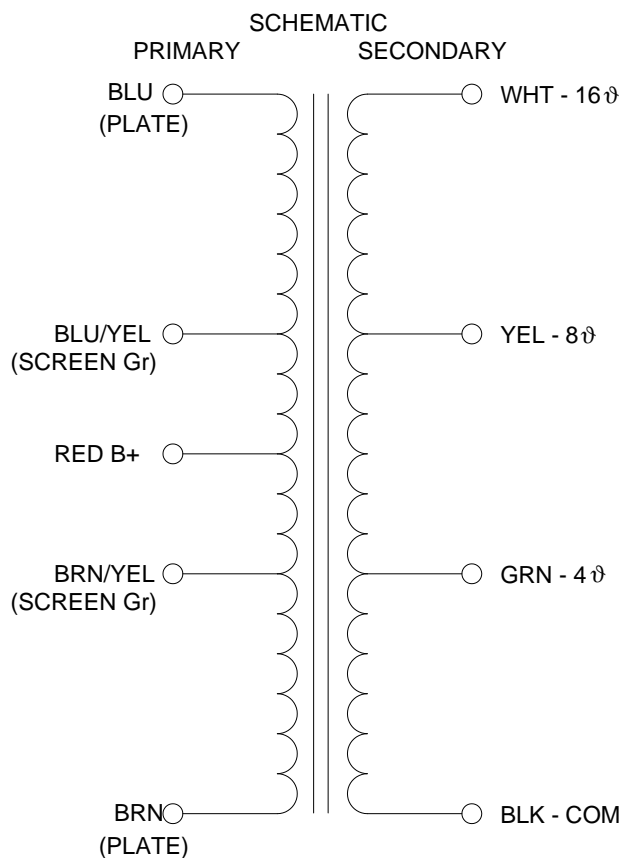 SCHEMATIC
PRIMARY
SECONDARY
BLU
(PLATE)
WHT - 16ϑ
BLU/YEL
(SCREEN Gr)
YEL - 8ϑ
RED B+
BRN/YEL
(SCREEN Gr)
GRN - 4ϑ
BRN
(PLATE)
BLK - COM